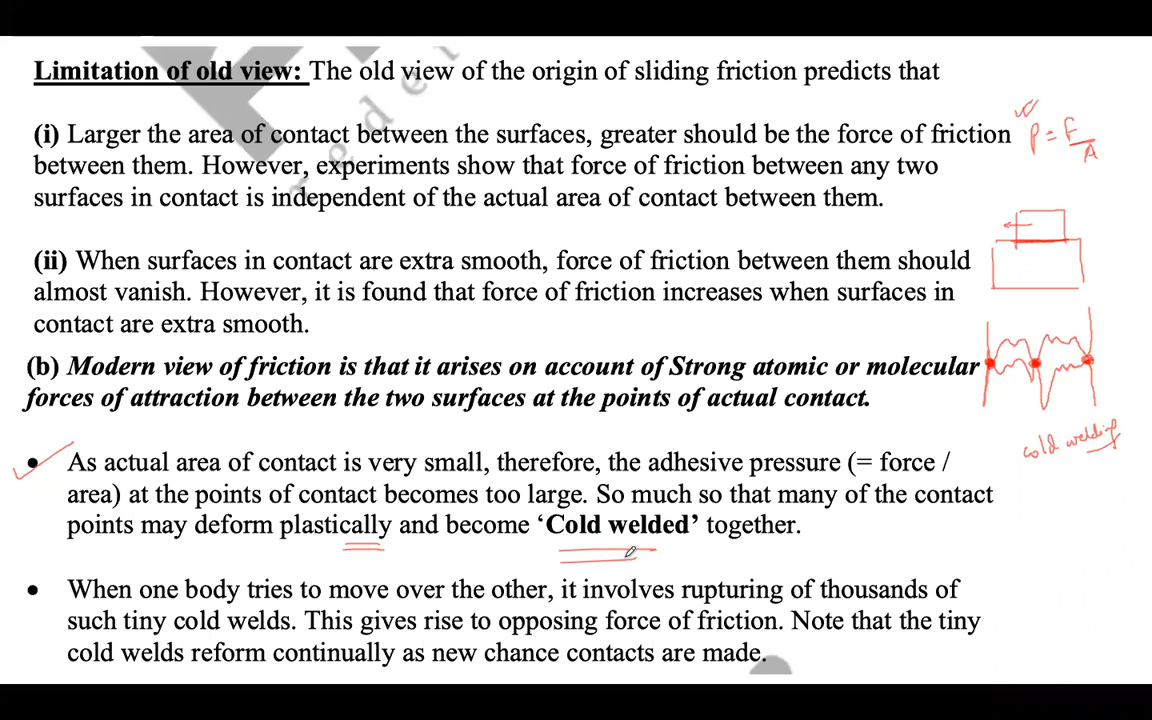 Limitation of old view: The old view of the origin of sliding friction predicts that
(i) Larger the area of contact between the surfaces, greater should be the force of friction
between them. However, experiments show that force of friction between any two
surfaces in contact is independent of the actual area of contact between them.
P = F
A
(ii) When surfaces in contact are extra smooth, force of friction between them should
almost vanish. However, it is found that force of friction increases when surfaces in
contact are extra smooth.
(b) Modern view of friction is that it arises on account of Strong atomic or molecular
forces of attraction between the two surfaces at the points of actual contact.
cold welding
• As actual area of contact is very small, therefore, the adhesive pressure (= force /
area) at the points of contact becomes too large. So much so that many of the contact
points may deform plastically and become ‘Cold welded’ together.
• When one body tries to move over the other, it involves rupturing of thousands of
such tiny cold welds. This gives rise to opposing force of friction. Note that the tiny
cold welds reform continually as new chance contacts are made.